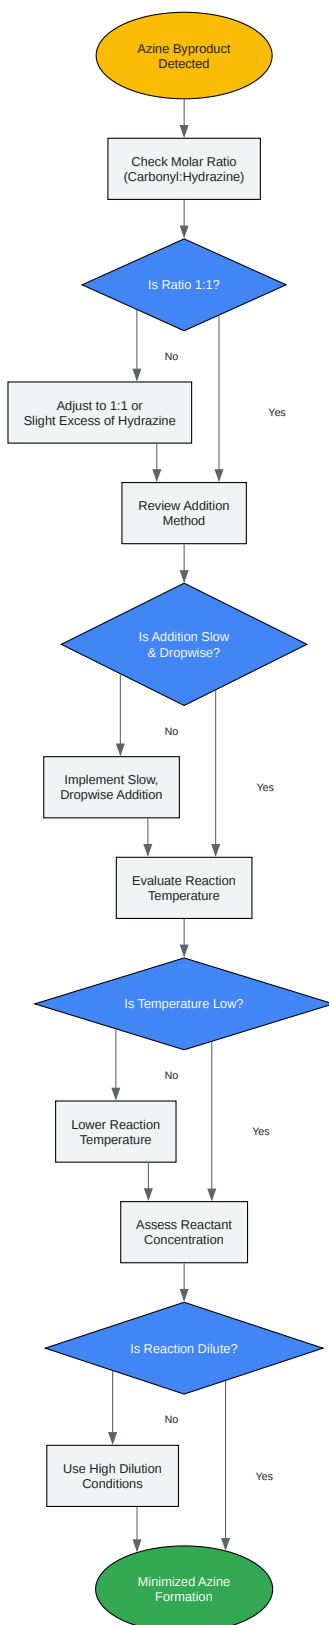 Azine Byproduct
Detected
Check Molar Ratio
(Carbonyl:Hydrazine)
Is Ratio 1:1?
No
Adjust to 1:1 or
Slight Excess of Hydrazine
Yes
Review Addition
Method
Is Addition Slow
& Dropwise?
No
Implement Slow,
Dropwise Addition
Yes
Evaluate Reaction
Temperature
Is Temperature Low?
No
Lower Reaction
Temperature
Yes
Assess Reactant
Concentration
Is Reaction Dilute?
No
Use High Dilution
Conditions
Yes
Minimized Azine
Formation